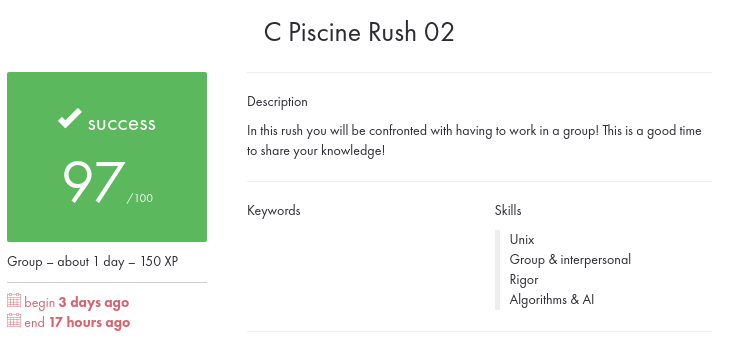 C Piscine Rush 02
success
97 /100
Group – about 1 day – 150 XP
begin 3 days ago
end 17 hours ago
Description
In this rush you will be confronted with having to work in a group! This is a good time
to share your knowledge!
Keywords
Skills
Unix
Group & interpersonal
Rigor
Algorithms & AI